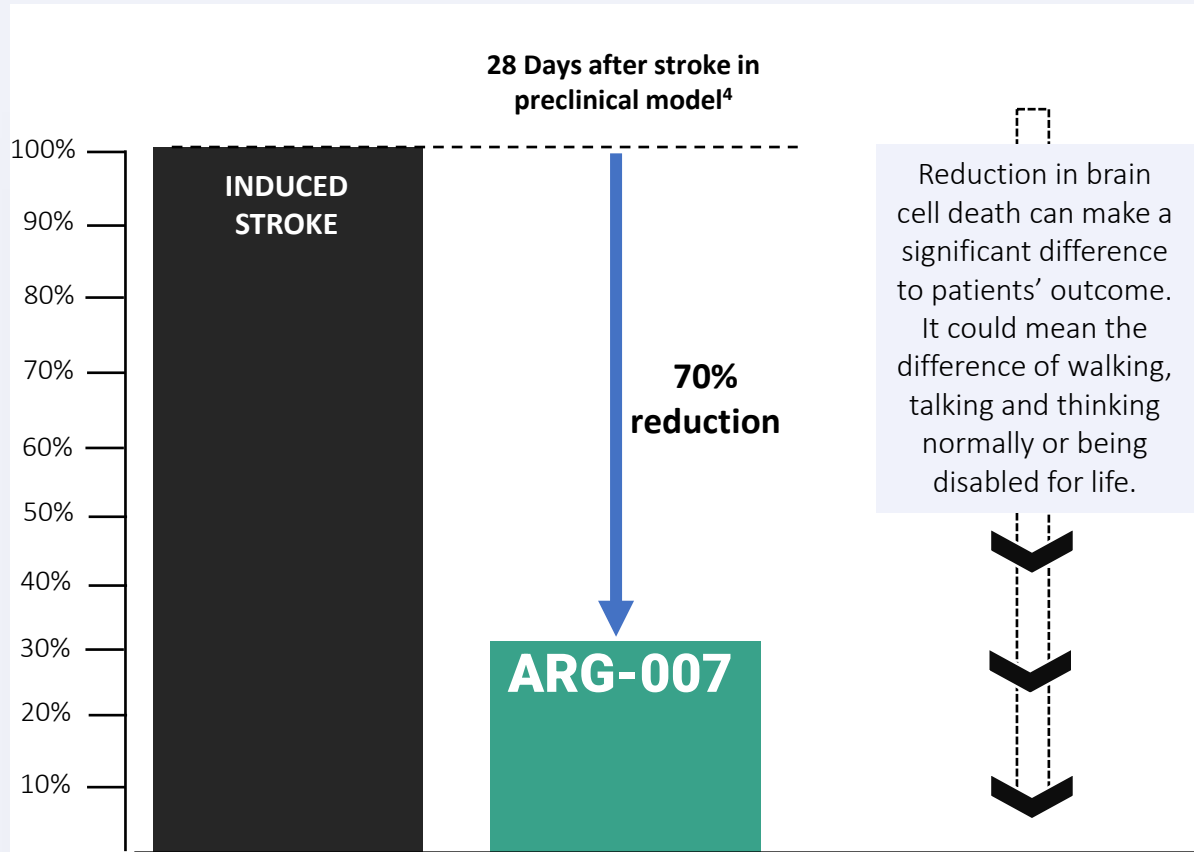 28 Days after stroke in
preclinical model⁴
100%
90%
80%
70%
60%
50%
40%
30%
20%
10%
INDUCED
STROKE
70%
reduction
ARG-007
Reduction in brain
cell death can make a
significant difference
to patients’ outcome.
It could mean the
difference of walking,
talking and thinking
normally or being
disabled for life.